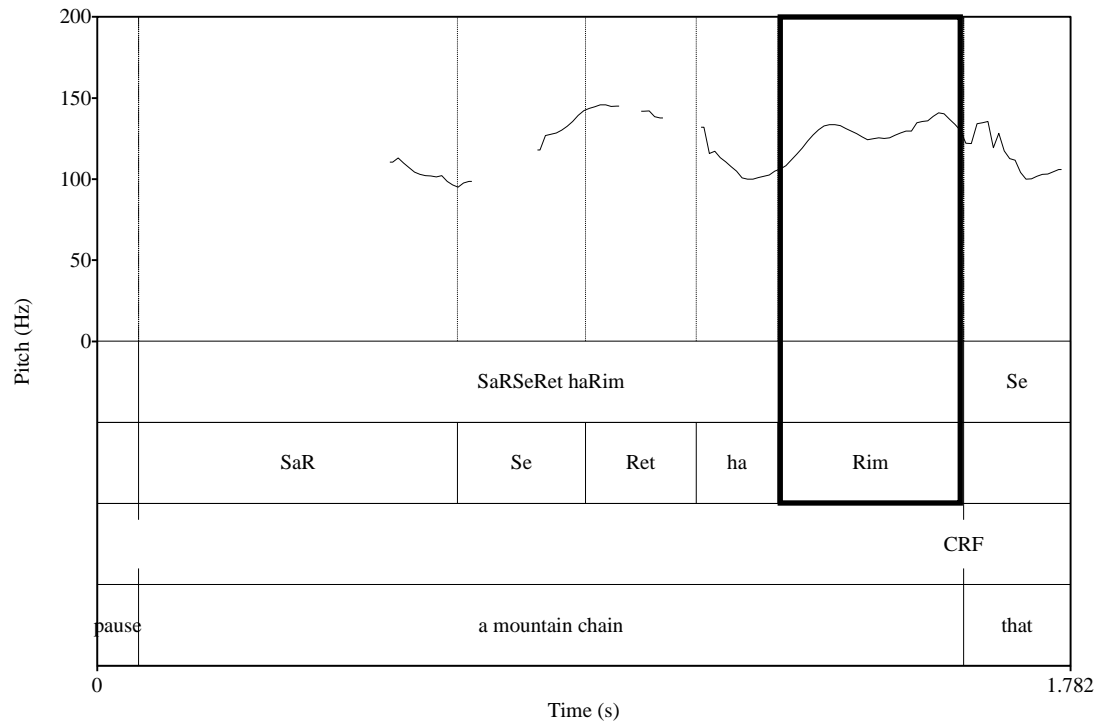 200
150
100
50
0
Pitch (Hz)
SaRSeRet haRim Se
SaR Se Ret ha Rim
CRF
pause a mountain chain that
0 1.782
Time (s)